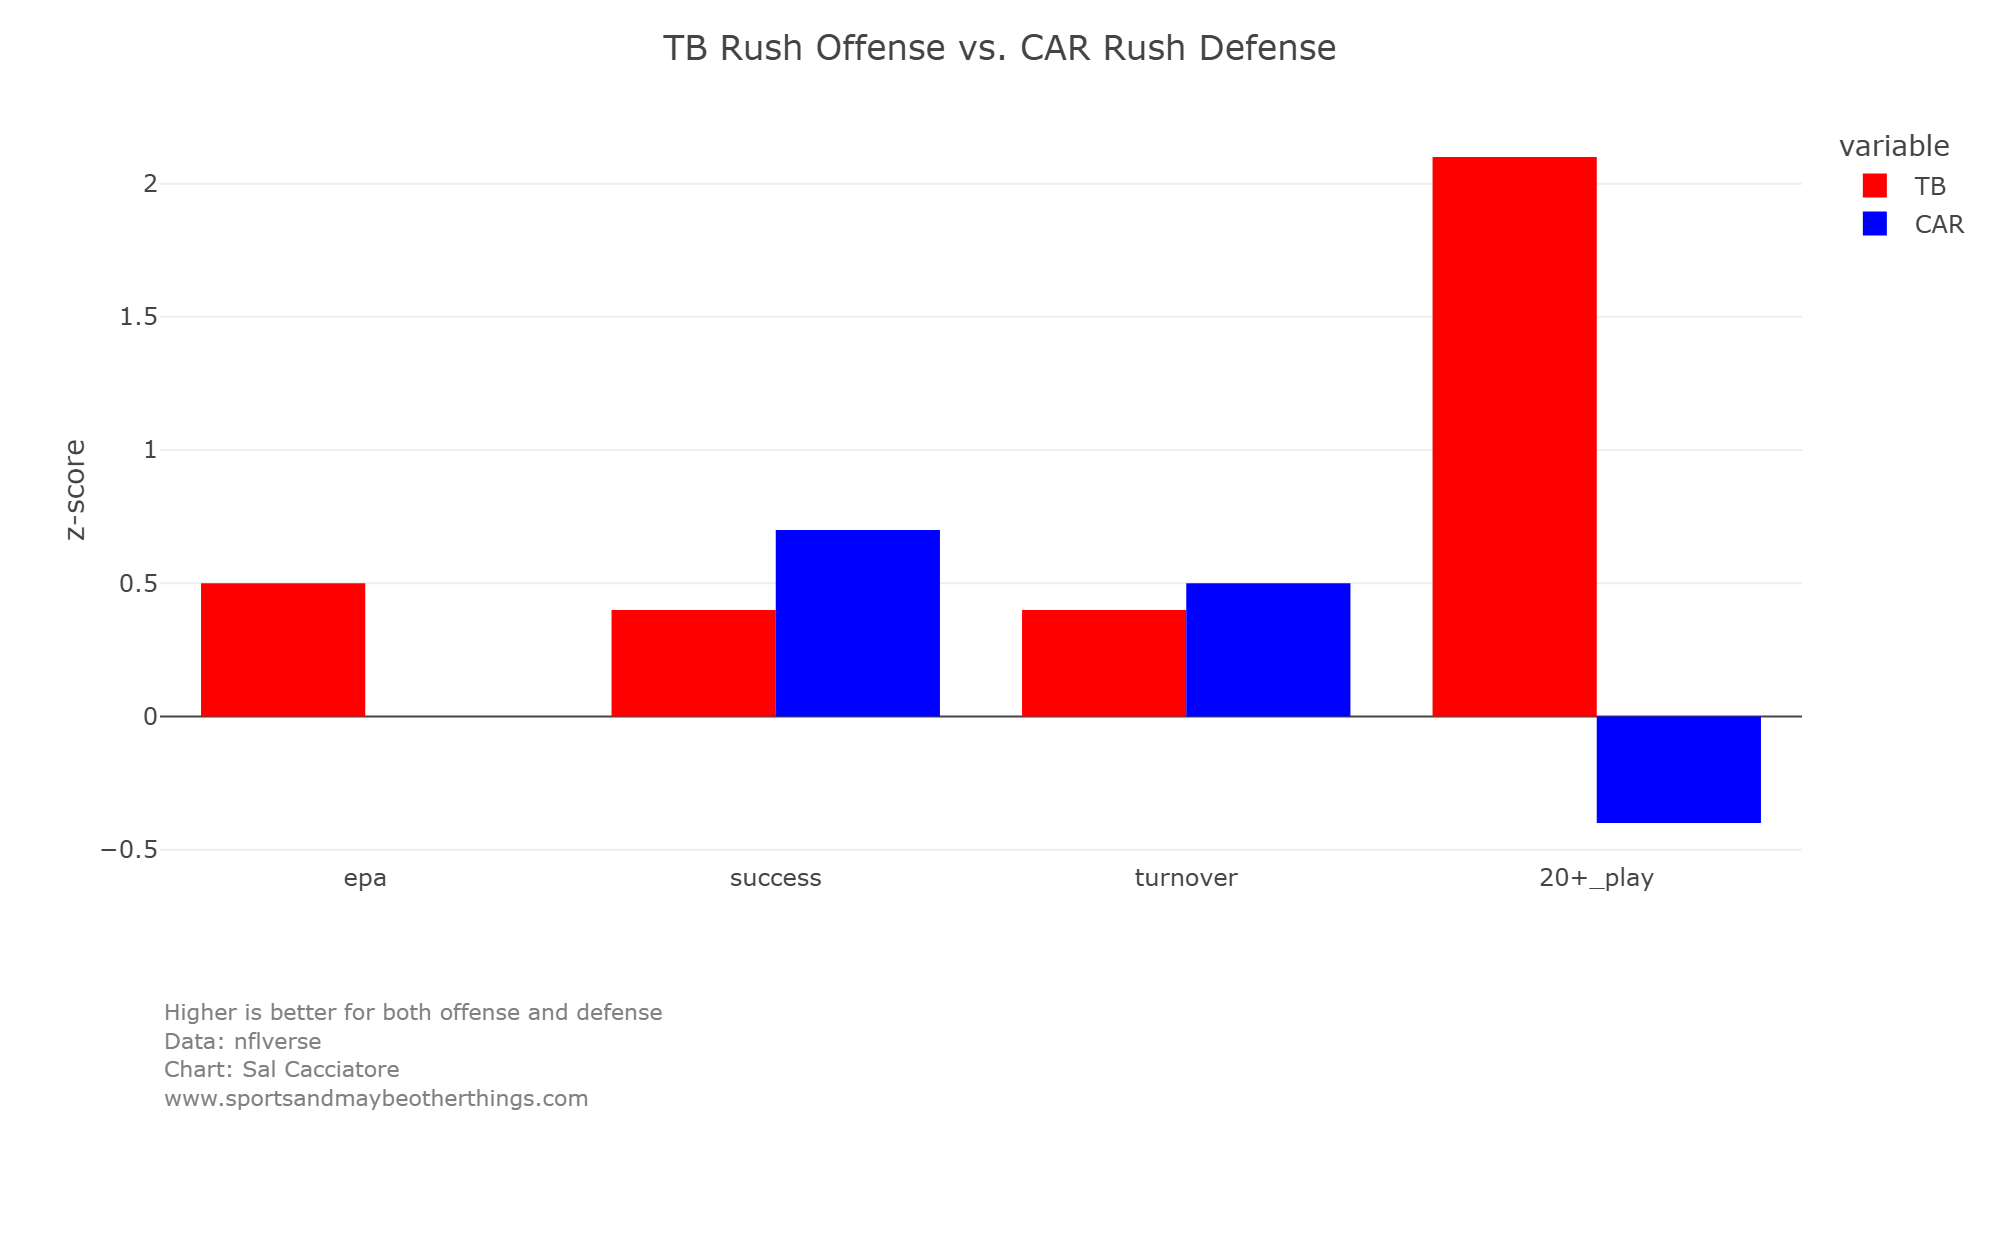 TB Rush Offense vs. CAR Rush Defense
variable
TB
CAR
z-score
2
1.5
1
0.5
0
−0.5
epa
success
turnover
20+_play
Higher is better for both offense and defense
Data: nflverse
Chart: Sal Cacciatore
www.sportsandmaybeotherthings.com